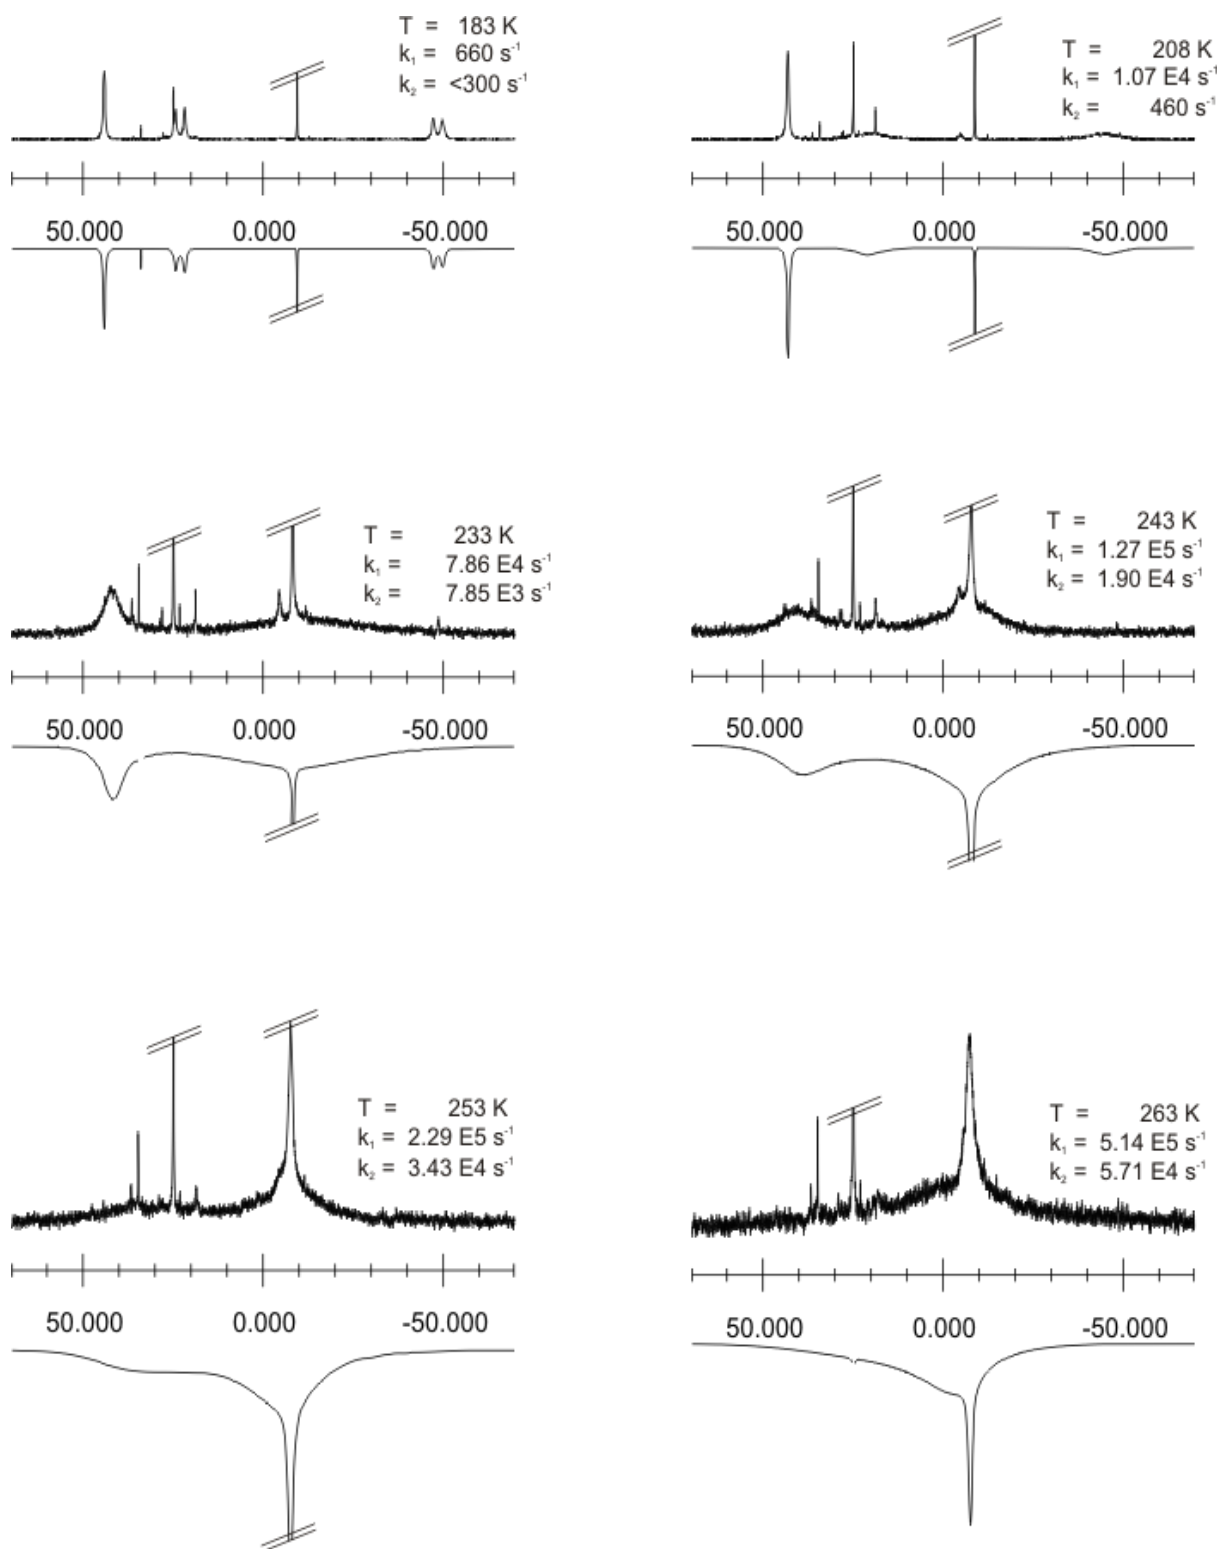 T = 183 K
k₁ = 660 s⁻¹
k₂ = <300 s⁻¹
50.000 0.000 -50.000
T = 208 K
k₁ = 1.07 E4 s⁻¹
k₂ = 460 s⁻¹
50.000 0.000 -50.000
T = 233 K
k₁ = 7.86 E4 s⁻¹
k₂ = 7.85 E3 s⁻¹
50.000 0.000 -50.000
T = 243 K
k₁ = 1.27 E5 s⁻¹
k₂ = 1.90 E4 s⁻¹
50.000 0.000 -50.000
T = 253 K
k₁ = 2.29 E5 s⁻¹
k₂ = 3.43 E4 s⁻¹
50.000 0.000 -50.000
T = 263 K
k₁ = 5.14 E5 s⁻¹
k₂ = 5.71 E4 s⁻¹
50.000 0.000 -50.000